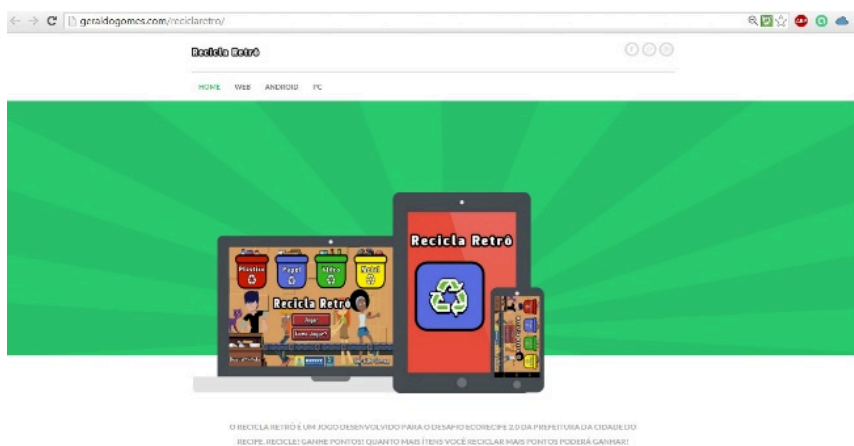 geraldogomes.com/reciclaretro/
Recicla Retrô
HOME WEB ANDROID PC
Recicla Retrô
Plástico Papel Vidro Metal
Recicla Retrô
Jogar
Como Jogar?
O RECICLA RETRÔ É UM JOGO DESENVOLVIDO PARA O DESAFIO ECORECIFE 2.0 DA PREFEITURA DA CIDADE DO
RECIFE. RECICLE! GANHE PONTOS! QUANTO MAIS ÍTENS VOCÊ RECICLAR MAIS PONTOS PODERÁ GANHAR!